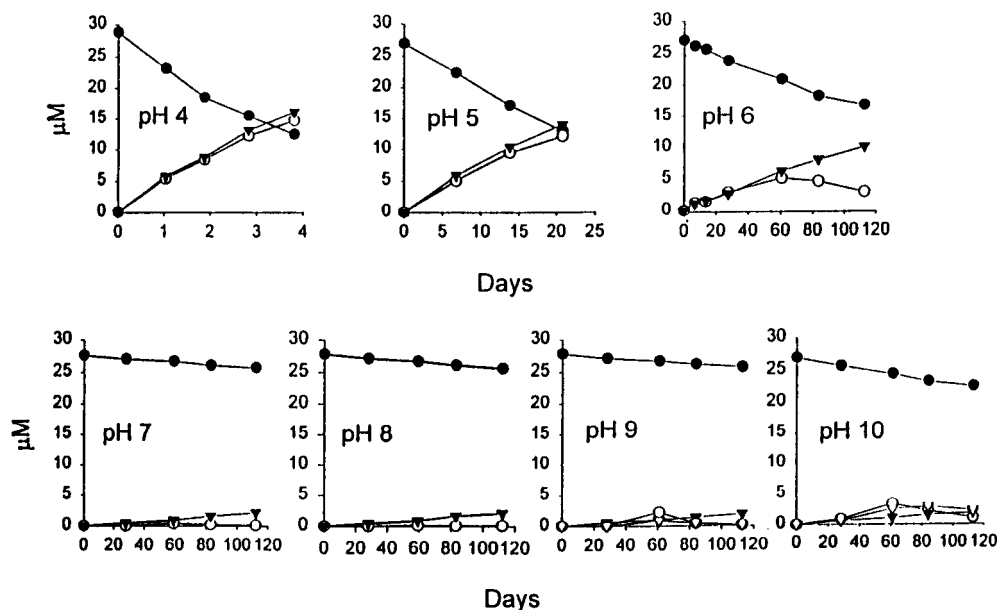 30 30 30
25 25 25
20 20 20
μM 15 pH 4 15 pH 5 15 pH 6
10 10 10
5 5 5
0 0 0
0 1 2 3 4 0 5 10 15 20 25 0 20 40 60 80 100 120
Days
30 30 30 30
25 25 25 25
20 20 20 20
μM 15 pH 7 15 pH 8 15 pH 9 15 pH 10
10 10 10 10
5 5 5 5
0 0 0 0
0 20 40 60 80 100 120 0 20 40 60 80 100 120 0 20 40 60 80 100 120 0 20 40 60 80 100 120
Days